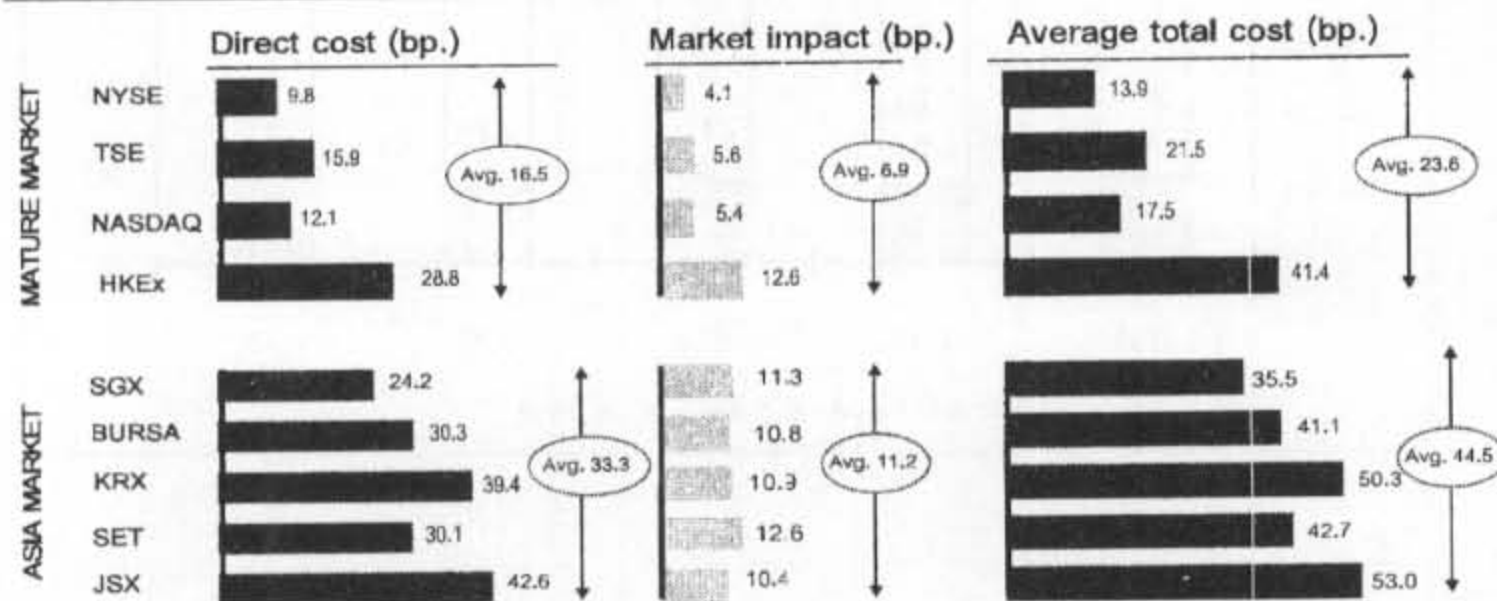 Direct cost (bp.) Market impact (bp.) Average total cost (bp.)
MATURE MARKET
NYSE 9.8 4.1 13.9
TSE 15.9 5.6 21.5
Avg. 16.5 Avg. 6.9 Avg. 23.6
NASDAQ 12.1 5.4 17.5
HKEx 28.8 12.6 41.4
ASIA MARKET
SGX 24.2 11.3 35.5
BURSA 30.3 10.8 41.1
Avg. 33.3 Avg. 11.2 Avg. 44.5
KRX 39.4 10.9 50.3
SET 30.1 12.6 42.7
JSX 42.6 10.4 53.0